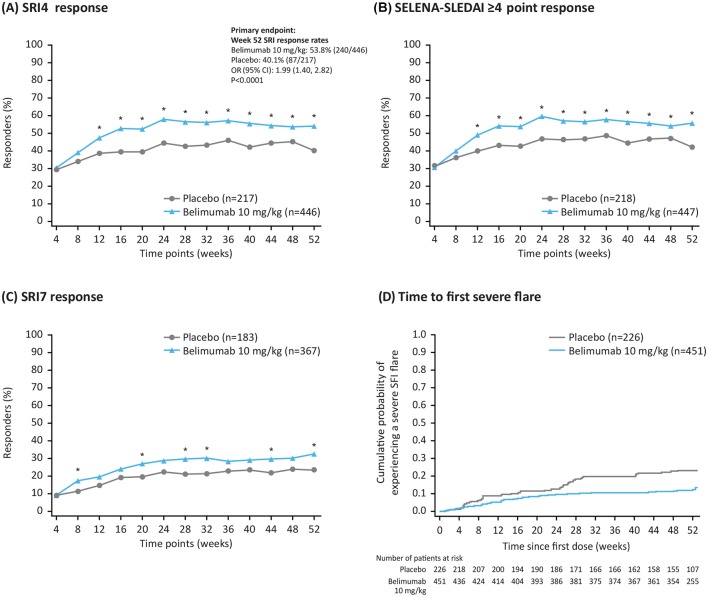 (A) SRI4 response
Primary endpoint:
Week 52 SRI response rates
Belimumab 10 mg/kg: 53.8% (240/446)
Placebo: 40.1% (87/217)
OR (95% CI): 1.99 (1.40, 2.82)
P<0.0001
Responders (%)
100
90
80
70
60
50
40
30
20
10
0
* * * * * * * * * * *
Placebo (n=217)
Belimumab 10 mg/kg (n=446)
4 8 12 16 20 24 28 32 36 40 44 48 52
Time points (weeks)
(B) SELENA-SLEDAI ≥4 point response
Responders (%)
100
90
80
70
60
50
40
30
20
10
0
* * * * * * * * * * *
Placebo (n=218)
Belimumab 10 mg/kg (n=447)
4 8 12 16 20 24 28 32 36 40 44 48 52
Time points (weeks)
(C) SRI7 response
Responders (%)
100
90
80
70
60
50
40
30
20
10
0
Placebo (n=183)
Belimumab 10 mg/kg (n=367)
* * * * * *
4 8 12 16 20 24 28 32 36 40 44 48 52
Time points (weeks)
(D) Time to first severe flare
Cumulative probability of
experiencing a severe SFI flare
1.0
0.9
0.8
0.7
0.6
0.5
0.4
0.3
0.2
0.1
0.0
Placebo (n=226)
Belimumab 10 mg/kg (n=451)
0 4 8 12 16 20 24 28 32 36 40 44 48 52
Time since first dose (weeks)
Number of patients at risk
Placebo 226 218 207 200 194 190 186 171 166 166 162 158 155 107
Belimumab 451 436 424 414 404 393 386 381 375 374 367 361 354 255
10 mg/kg